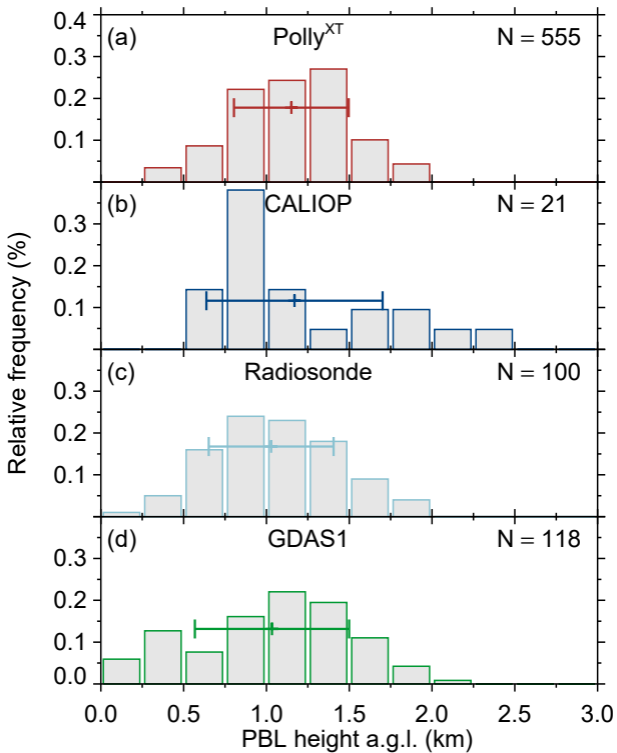 0.4
(a) Polly^XT N = 555
0.3
0.2
0.1
(b) CALIOP N = 21
0.3
0.2
0.1
(c) Radiosonde N = 100
0.3
0.2
0.1
(d) GDAS1 N = 118
0.3
0.2
0.1
0.0
0.0 0.5 1.0 1.5 2.0 2.5 3.0
PBL height a.g.l. (km)
Relative frequency (%)